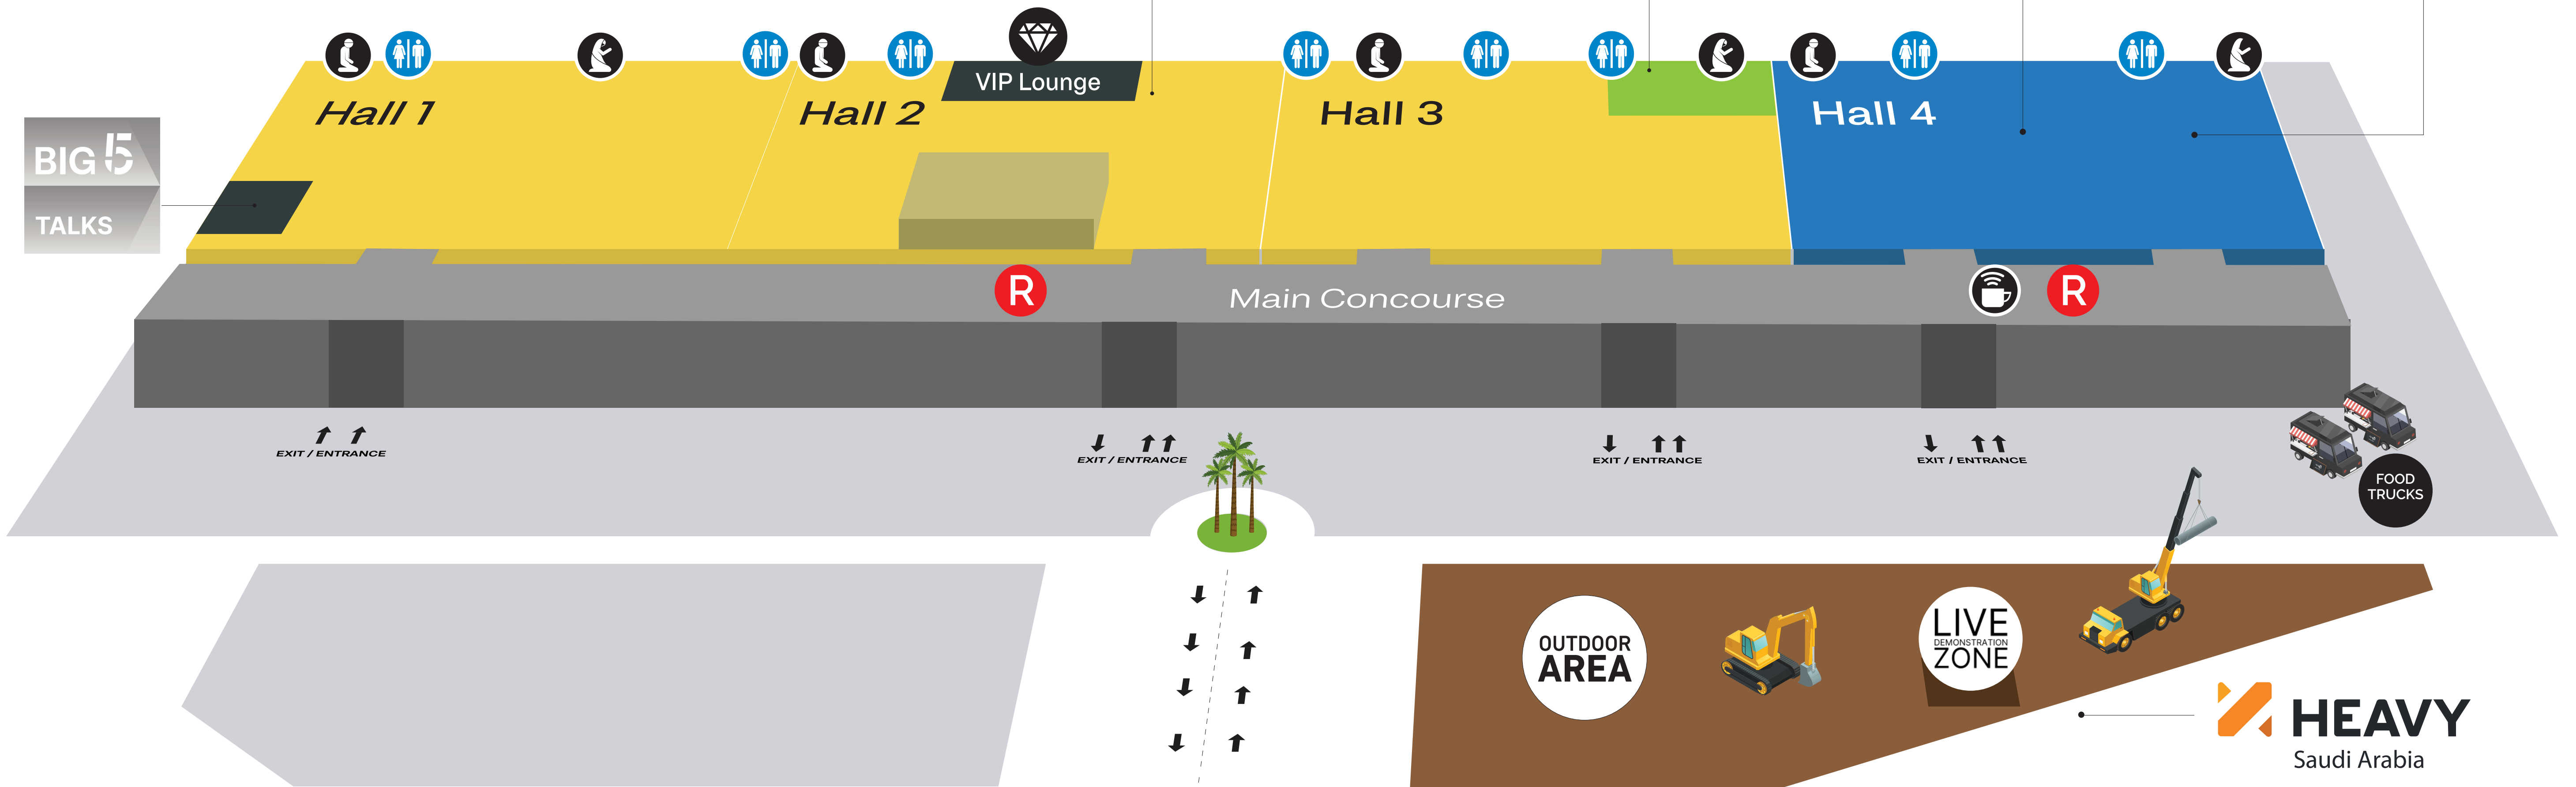 VIP Lounge
Hall 1
Hall 2
Hall 3
Hall 4
BIG 5
TALKS
R
Main Concourse
R
EXIT / ENTRANCE
EXIT / ENTRANCE
EXIT / ENTRANCE
EXIT / ENTRANCE
FOOD
TRUCKS
OUTDOOR
AREA
LIVE
DEMONSTRATION
ZONE
HEAVY
Saudi Arabia